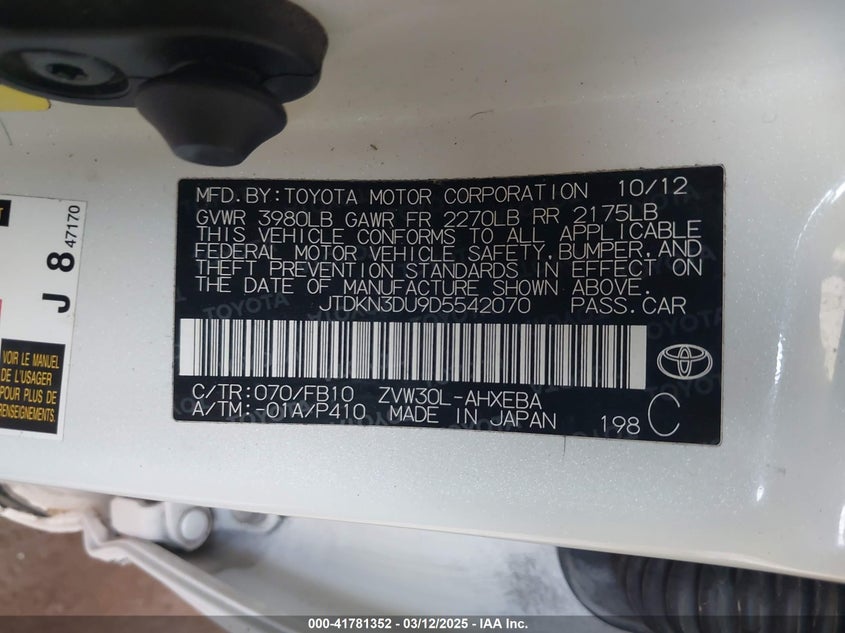 MFD. BY: TOYOTA MOTOR CORPORATION 10/12
GVWR 3980LB GAWR FR 2270LB RR 2175LB
THIS VEHICLE CONFORMS TO ALL APPLICABLE
FEDERAL MOTOR VEHICLE SAFETY, BUMPER, AND
THEFT PREVENTION STANDARDS IN EFFECT ON
THE DATE OF MANUFACTURE SHOWN ABOVE.
JTDKN3DU9D5542070 PASS. CAR
C/TR: 070/FB10 ZVW30L-AHXEBA
A/TM: -01A/P410 MADE IN JAPAN 198 C
J 8 47170
VOIR LE MANUEL
DE L'USAGER
POUR PLUS DE
RENSEIGNEMENTS.
000-41781352 - 03/12/2025 - IAA Inc.